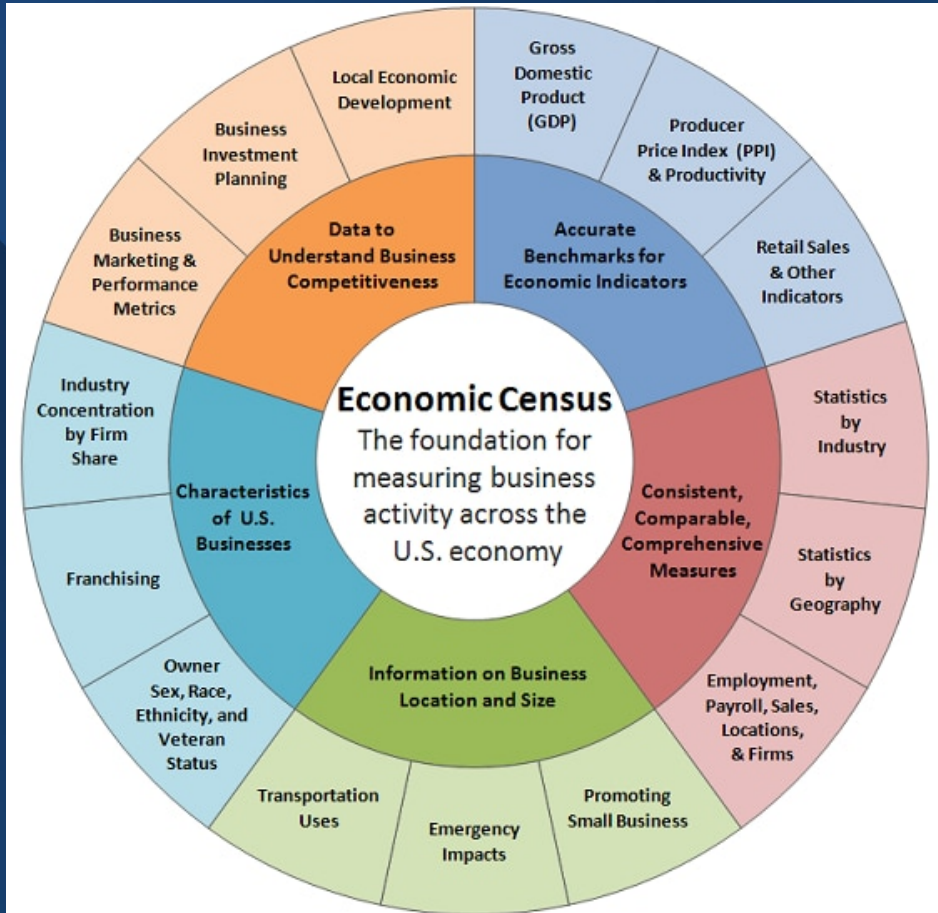 Economic Census
The foundation for
measuring business
activity across the
U.S. economy
Accurate
Benchmarks for
Economic Indicators
Gross
Domestic
Product
(GDP)
Producer
Price Index (PPI)
& Productivity
Retail Sales
& Other
Indicators
Consistent,
Comparable,
Comprehensive
Measures
Statistics
by
Industry
Statistics
by
Geography
Employment,
Payroll, Sales,
Locations,
& Firms
Information on Business
Location and Size
Promoting
Small Business
Emergency
Impacts
Transportation
Uses
Characteristics
of U.S.
Businesses
Owner
Sex, Race,
Ethnicity, and
Veteran
Status
Franchising
Industry
Concentration
by Firm
Share
Data to
Understand Business
Competitiveness
Business
Marketing &
Performance
Metrics
Business
Investment
Planning
Local Economic
Development